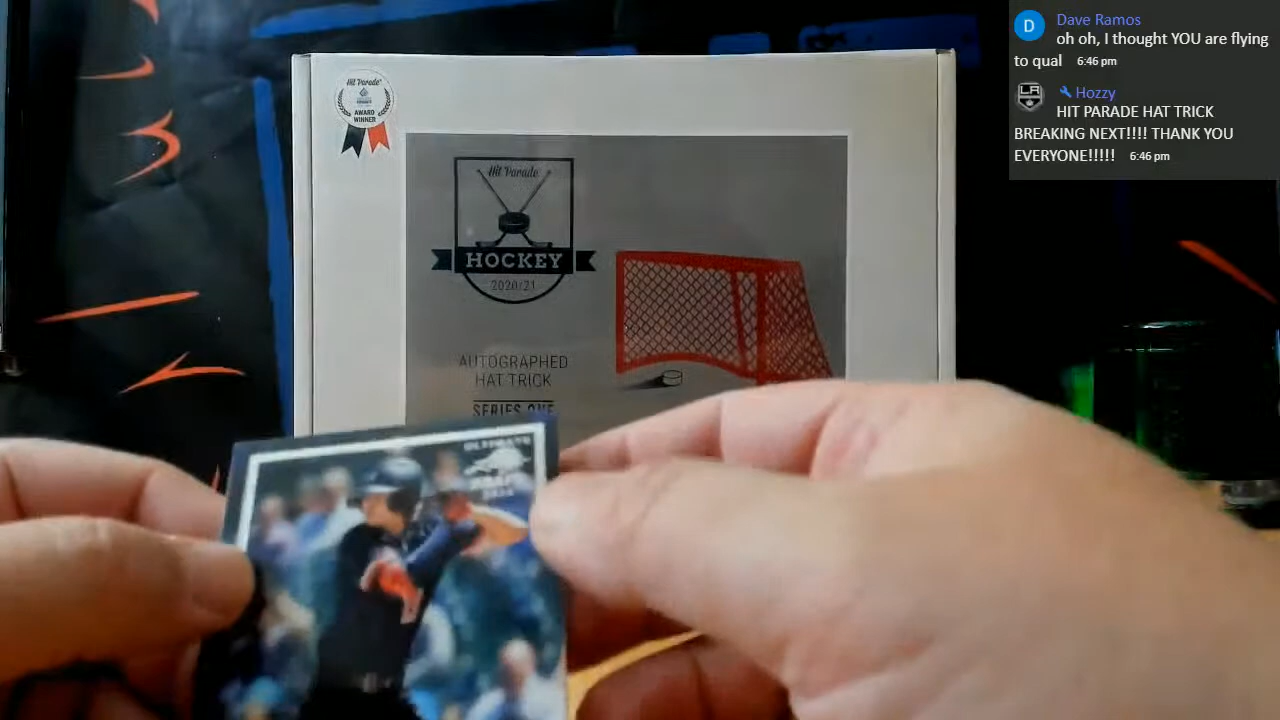 Dave Ramos
oh oh, I thought YOU are flying
to qual 6:46 pm
Hozzy
HIT PARADE HAT TRICK
BREAKING NEXT!!!! THANK YOU
EVERYONE!!!!! 6:46 pm
Hit Parade
AWARD
WINNER
Hit Parade
HOCKEY
2020/21
AUTOGRAPHED
HAT TRICK
SERIES ONE
ULTIMATE
DRAFT